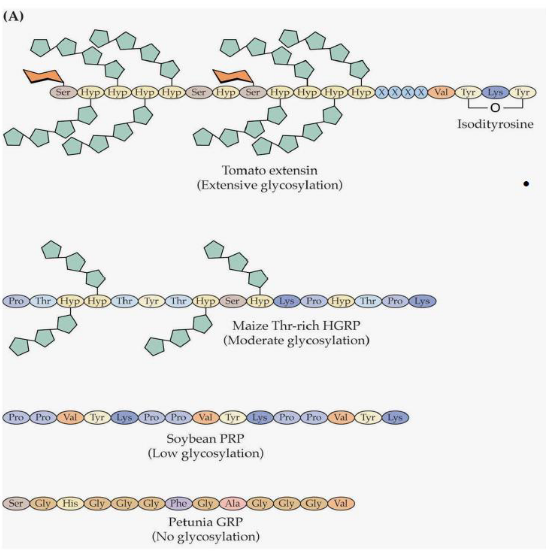 (A)
Ser Hyp Hyp Hyp Hyp Ser Hyp Ser Hyp Hyp Hyp Hyp X X X X Val Tyr Lys Tyr
O
Isodityrosine
Tomato extensin
(Extensive glycosylation)
Pro Thr Hyp Hyp Thr Tyr Thr Hyp Ser Hyp Lys Pro Hyp Thr Pro Lys
Maize Thr-rich HGRP
(Moderate glycosylation)
Pro Pro Val Tyr Lys Pro Pro Val Tyr Lys Pro Pro Val Tyr Lys
Soybean PRP
(Low glycosylation)
Ser Gly His Gly Gly Gly Phe Gly Ala Gly Gly Gly Val
Petunia GRP
(No glycosylation)